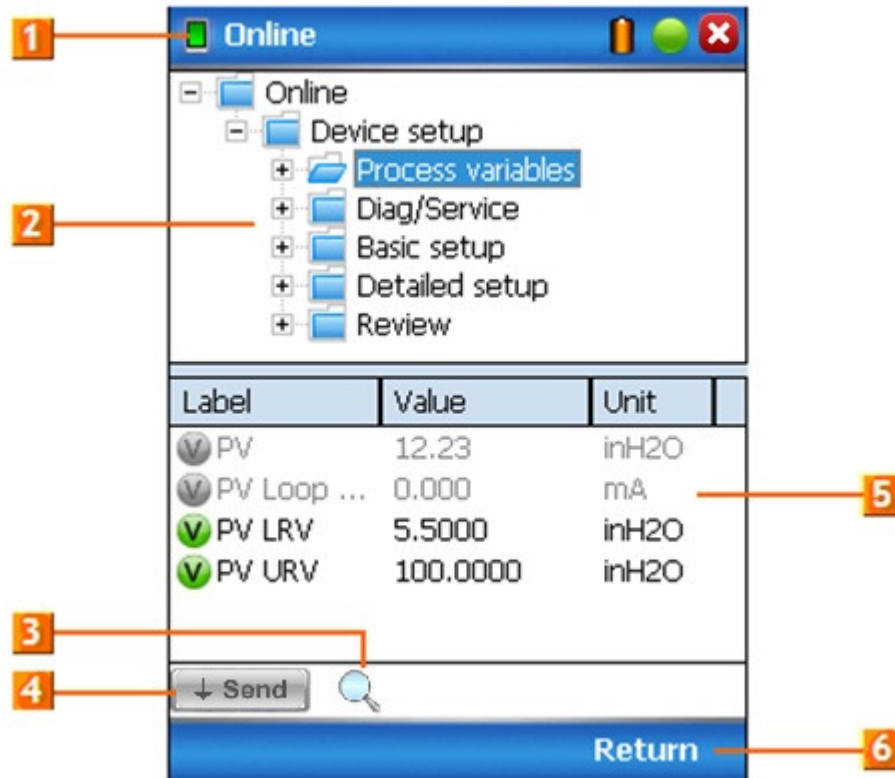 1
Online
Online
Device setup
Process variables
2
Diag/Service
Basic setup
Detailed setup
Review
Label Value Unit
V PV 12.23 inH2O
V PV Loop ... 0.000 mA
5
V PV LRV 5.5000 inH2O
V PV URV 100.0000 inH2O
3
4
Send
Return
6